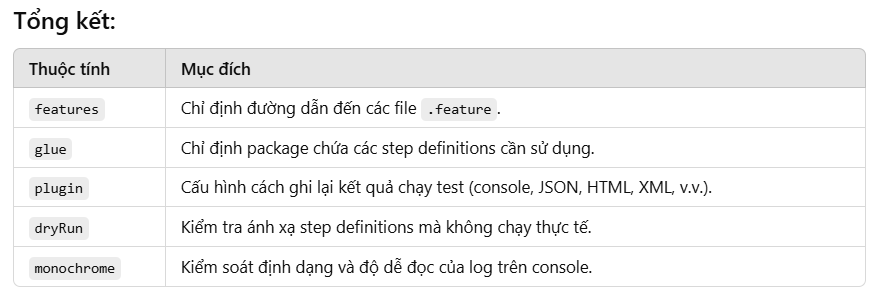 Tổng kết:
Thuộc tính Mục đích
features Chỉ định đường dẫn đến các file .feature.
glue Chỉ định package chứa các step definitions cần sử dụng.
plugin Cấu hình cách ghi lại kết quả chạy test (console, JSON, HTML, XML, v.v.).
dryRun Kiểm tra ánh xạ step definitions mà không chạy thực tế.
monochrome Kiểm soát định dạng và độ dễ đọc của log trên console.